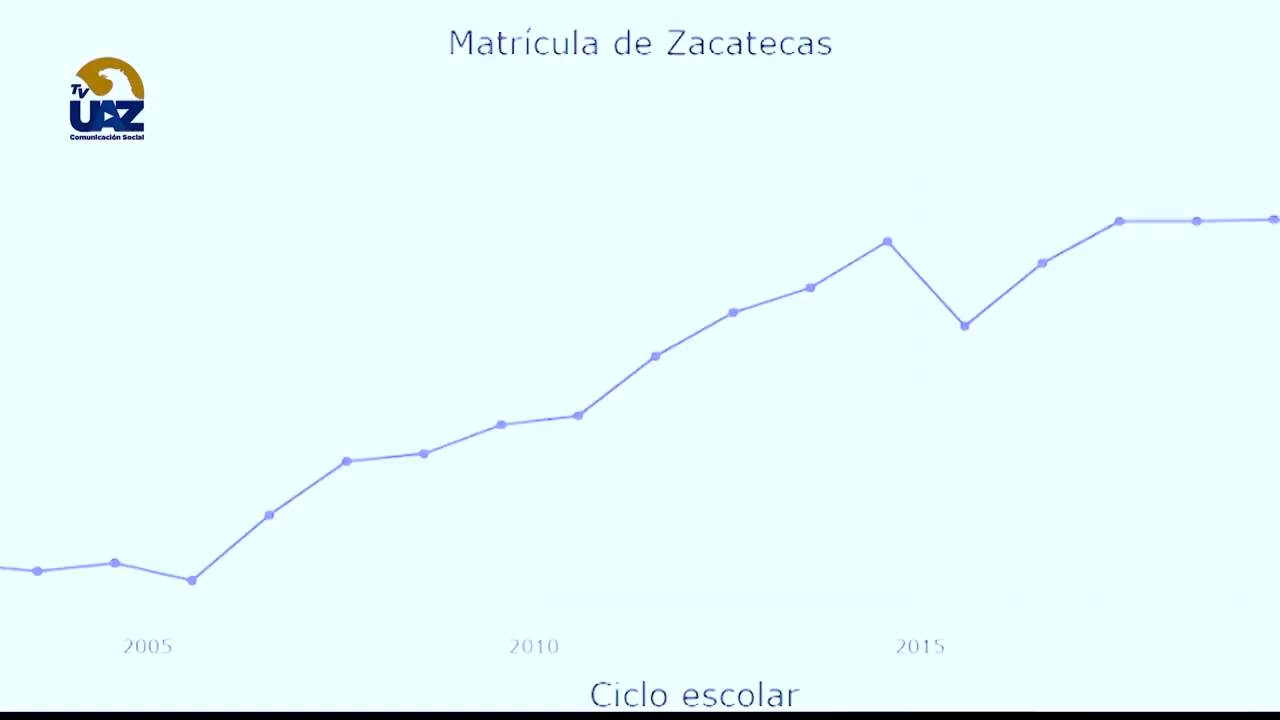 Matrícula de Zacatecas
TV
UAZ
Comunicación Social
2005 2010 2015
Ciclo escolar